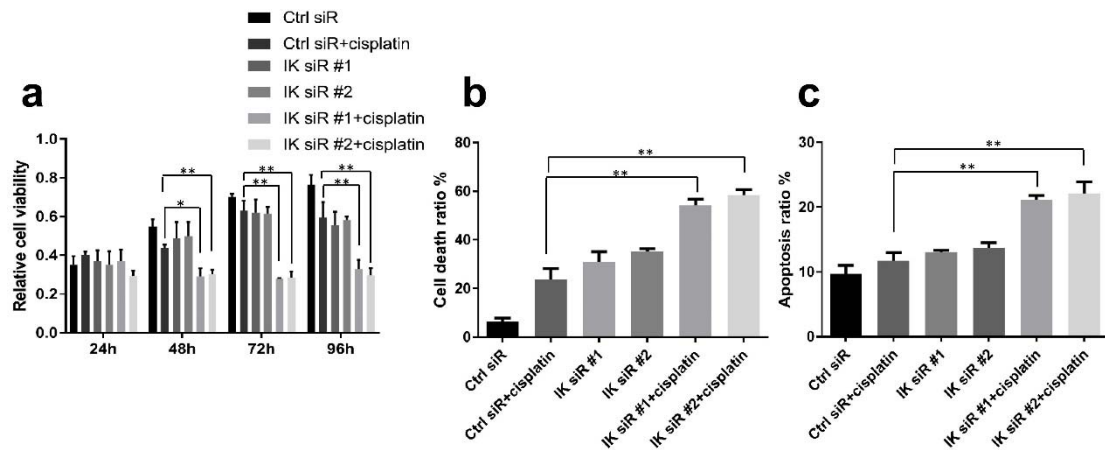 Ctrl siR
Ctrl siR+cisplatin
IK siR #1
IK siR #2
IK siR #1+cisplatin
IK siR #2+cisplatin
a
Relative cell viability
1.0
0.8
0.6
0.4
0.2
0.0
**
*
**
**
**
**
24h
48h
72h
96h
b
Cell death ratio %
80
60
40
20
0
**
**
Ctrl siR
Ctrl siR+cisplatin
IK siR #1
IK siR #2
IK siR #1+cisplatin
IK siR #2+cisplatin
c
Apoptosis ratio %
30
20
10
0
**
**
Ctrl siR
Ctrl siR+cisplatin
IK siR #1
IK siR #2
IK siR #1+cisplatin
IK siR #2+cisplatin